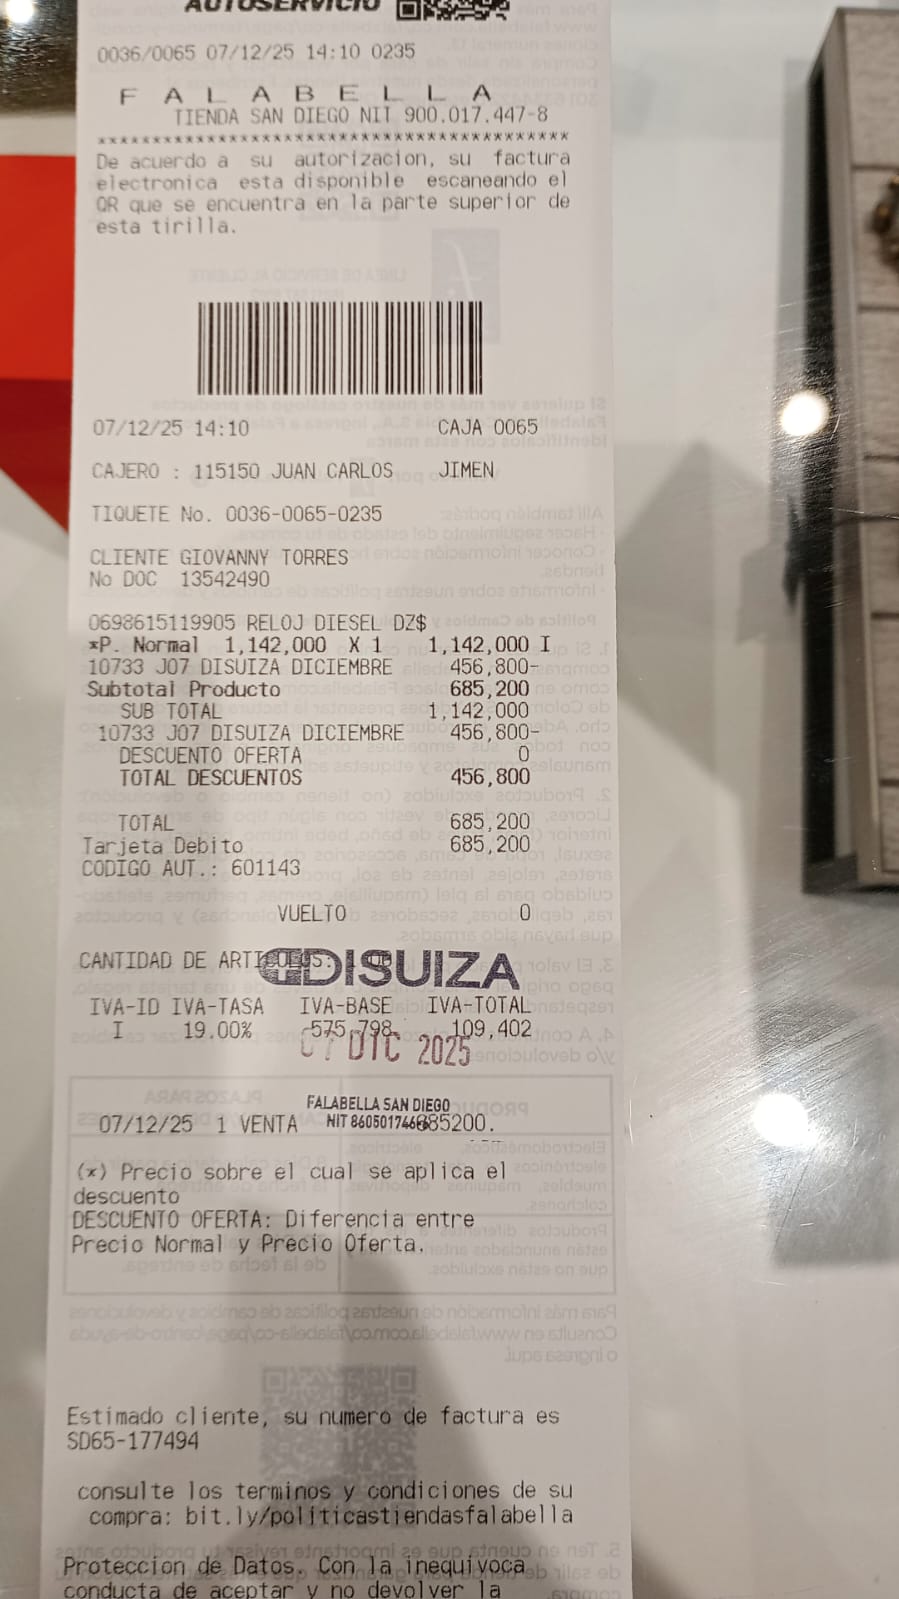 AUTOSERVICIO
0036/0065 07/12/25 14:10 0235
F A L A B E L L A
TIENDA SAN DIEGO NIT 900.017.447-8
******************************************
De acuerdo a su autorizacion, su factura
electronica esta disponible escaneando el
QR que se encuentra en la parte superior de
esta tirilla.
07/12/25 14:10 CAJA 0065
CAJERO : 115150 JUAN CARLOS JIMEN
TIQUETE No. 0036-0065-0235
CLIENTE GIOVANNY TORRES
No DOC 13542490
0698615119905 RELOJ DIESEL DZ$
*P. Normal 1,142,000 X 1 1,142,000 I
10733 J07 DISUIZA DICIEMBRE 456,800-
Subtotal Producto 685,200
SUB TOTAL 1,142,000
10733 J07 DISUIZA DICIEMBRE 456,800-
DESCUENTO OFERTA 0
TOTAL DESCUENTOS 456,800
TOTAL 685,200
Tarjeta Debito 685,200
CODIGO AUT.: 601143
VUELTO 0
CANTIDAD DE
DISUIZA
IVA-ID IVA-TASA IVA-BASE IVA-TOTAL
I 19.00% 575,798 109,402
07 DIC 2025
FALABELLA SAN DIEGO
07/12/25 1 VENTA NIT
(*) Precio sobre el cual se aplica el
descuento
DESCUENTO OFERTA: Diferencia entre
Precio Normal y Precio Oferta.
Estimado cliente, su numero de factura es
SD65-177494
consulte los terminos y condiciones de su
compra: bit.ly/politicastiendasfalabella
Proteccion de Datos. Con la inequivoca
conducta de aceptar y no devolver la